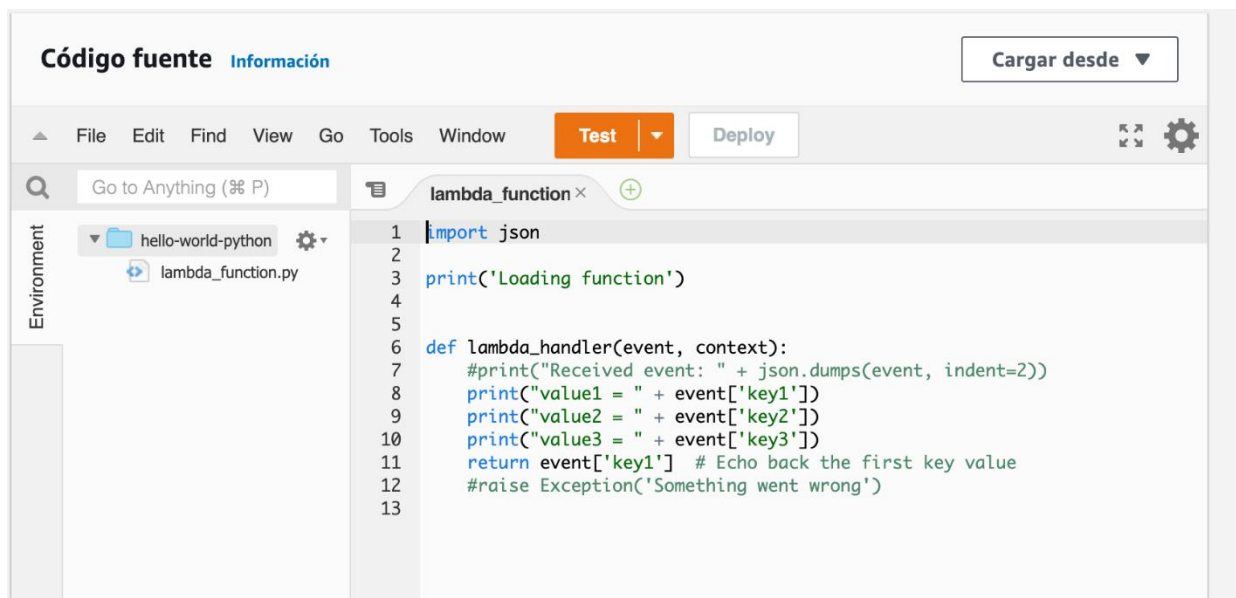 Código fuente Información
Cargar desde
File Edit Find View Go Tools Window Test Deploy
Go to Anything (⌘ P)
lambda_function
Environment
hello-world-python
lambda_function.py
1 import json
2
3 print('Loading function')
4
5
6 def lambda_handler(event, context):
7     #print("Received event: " + json.dumps(event, indent=2))
8     print("value1 = " + event['key1'])
9     print("value2 = " + event['key2'])
10     print("value3 = " + event['key3'])
11     return event['key1']  # Echo back the first key value
12     #raise Exception('Something went wrong')
13